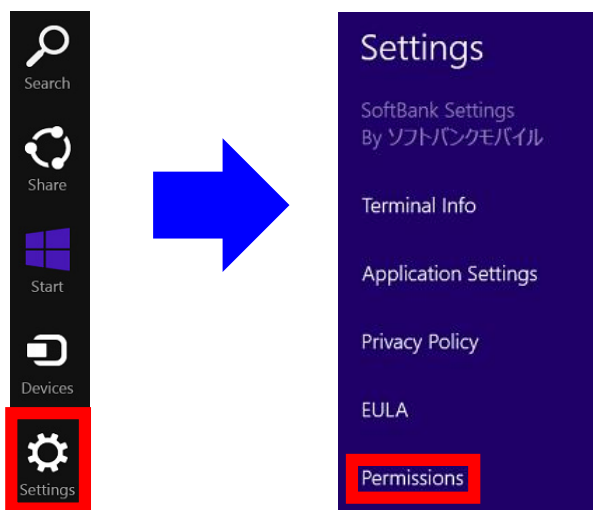 Search
Share
Start
Devices
Settings
Settings
SoftBank Settings
By ソフトバンクモバイル
Terminal Info
Application Settings
Privacy Policy
EULA
Permissions